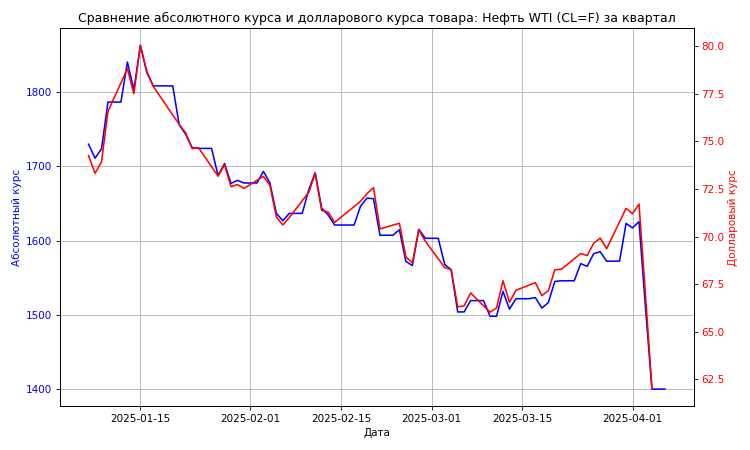 Сравнение абсолютного курса и долларового курса товара: Нефть WTI (CL=F) за квартал
80.0
1800
77.5
75.0
1700
72.5
Абсолютный курс
Долларовый курс
70.0
1600
67.5
1500
65.0
62.5
1400
2025-01-15 2025-02-01 2025-02-15 2025-03-01 2025-03-15 2025-04-01
Дата